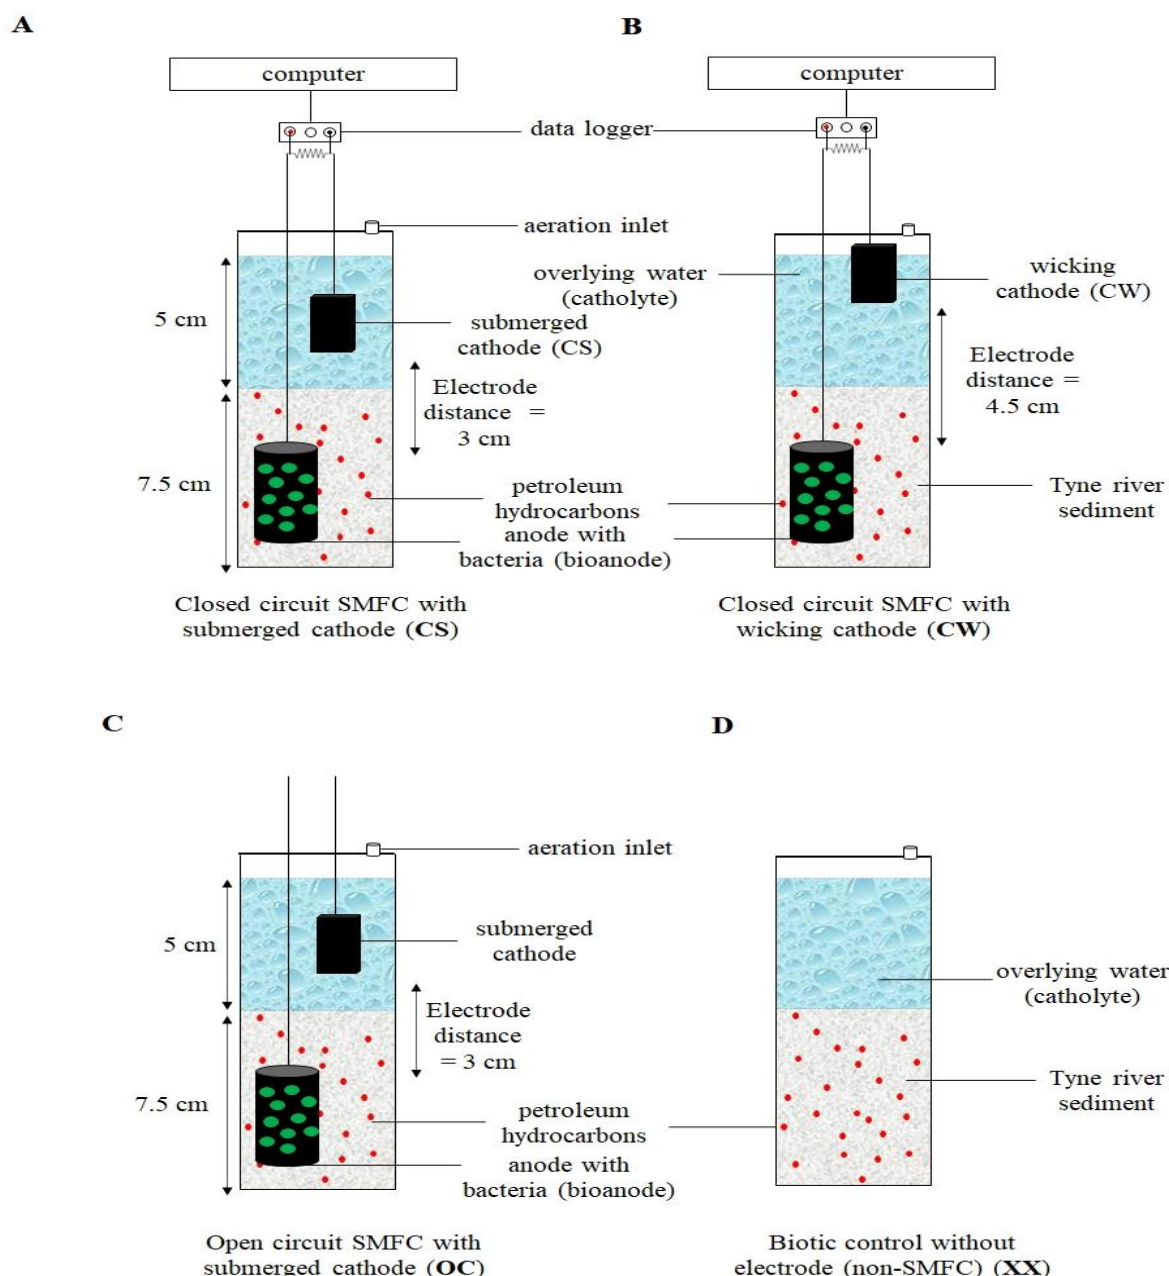 A
B
computer
computer
data logger
aeration inlet
overlying water
(catholyte)
wicking
cathode (CW)
5 cm
submerged
cathode (CS)
Electrode
distance =
3 cm
Electrode
distance =
4.5 cm
7.5 cm
petroleum
hydrocarbons
anode with
bacteria (bioanode)
Tyne river
sediment
Closed circuit SMFC with
submerged cathode (CS)
Closed circuit SMFC with
wicking cathode (CW)
C
D
aeration inlet
5 cm
submerged
cathode
overlying water
(catholyte)
Electrode
distance
= 3 cm
7.5 cm
petroleum
hydrocarbons
anode with
bacteria (bioanode)
Tyne river
sediment
Open circuit SMFC with
submerged cathode (OC)
Biotic control without
electrode (non-SMFC) (XX)